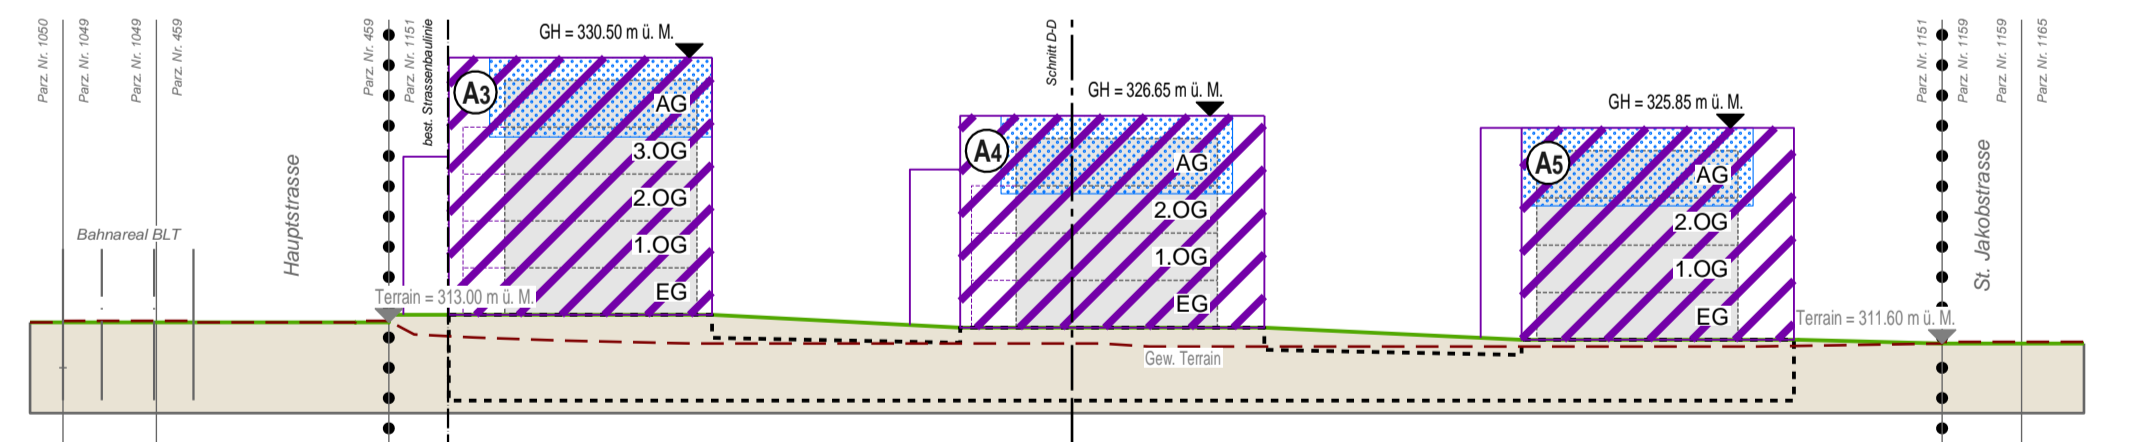 Parz. Nr. 1050
Parz. Nr. 1049
Parz. Nr. 1049
Parz. Nr. 459
Parz. Nr. 459
Parz. Nr. 1151
best. Strassenbaulinie
GH = 330.50 m ü. M.
Schnitt D-D
GH = 326.65 m ü. M.
GH = 325.85 m ü. M.
Parz. Nr. 1151
Parz. Nr. 1159
Parz. Nr. 1159
Parz. Nr. 1165
Bahnareal BLT
Hauptstrasse
A3
AG
3.OG
2.OG
1.OG
EG
A4
AG
2.OG
1.OG
EG
A5
AG
2.OG
1.OG
EG
St. Jakobstrasse
Terrain = 313.00 m ü. M.
Terrain = 311.60 m ü. M.
Gew. Terrain